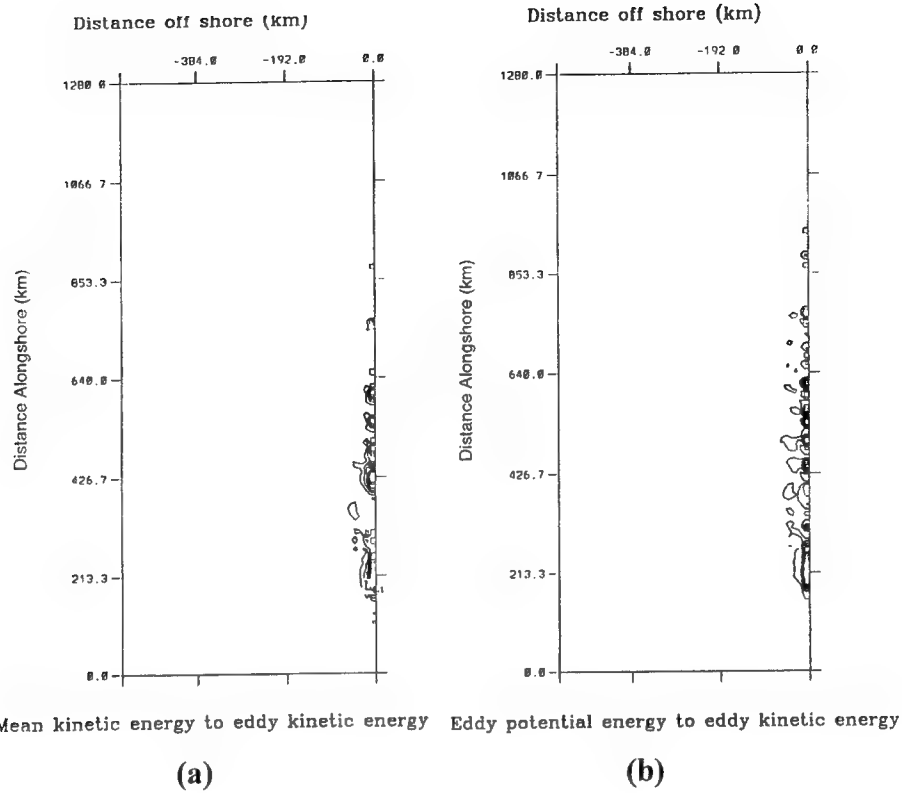 Distance off shore (km)
-384.0 -192.0 0.0
1280 0
1066 7
853.3
640.0
426.7
213.3
0.0
Distance Alongshore (km)
Mean kinetic energy to eddy kinetic energy
(a)
Distance off shore (km)
-384.0 -192 0 0 0
1280.0
1066 7
853.3
640.0
426.7
213.3
0.0
Distance Alongshore (km)
Eddy potential energy to eddy kinetic energy
(b)